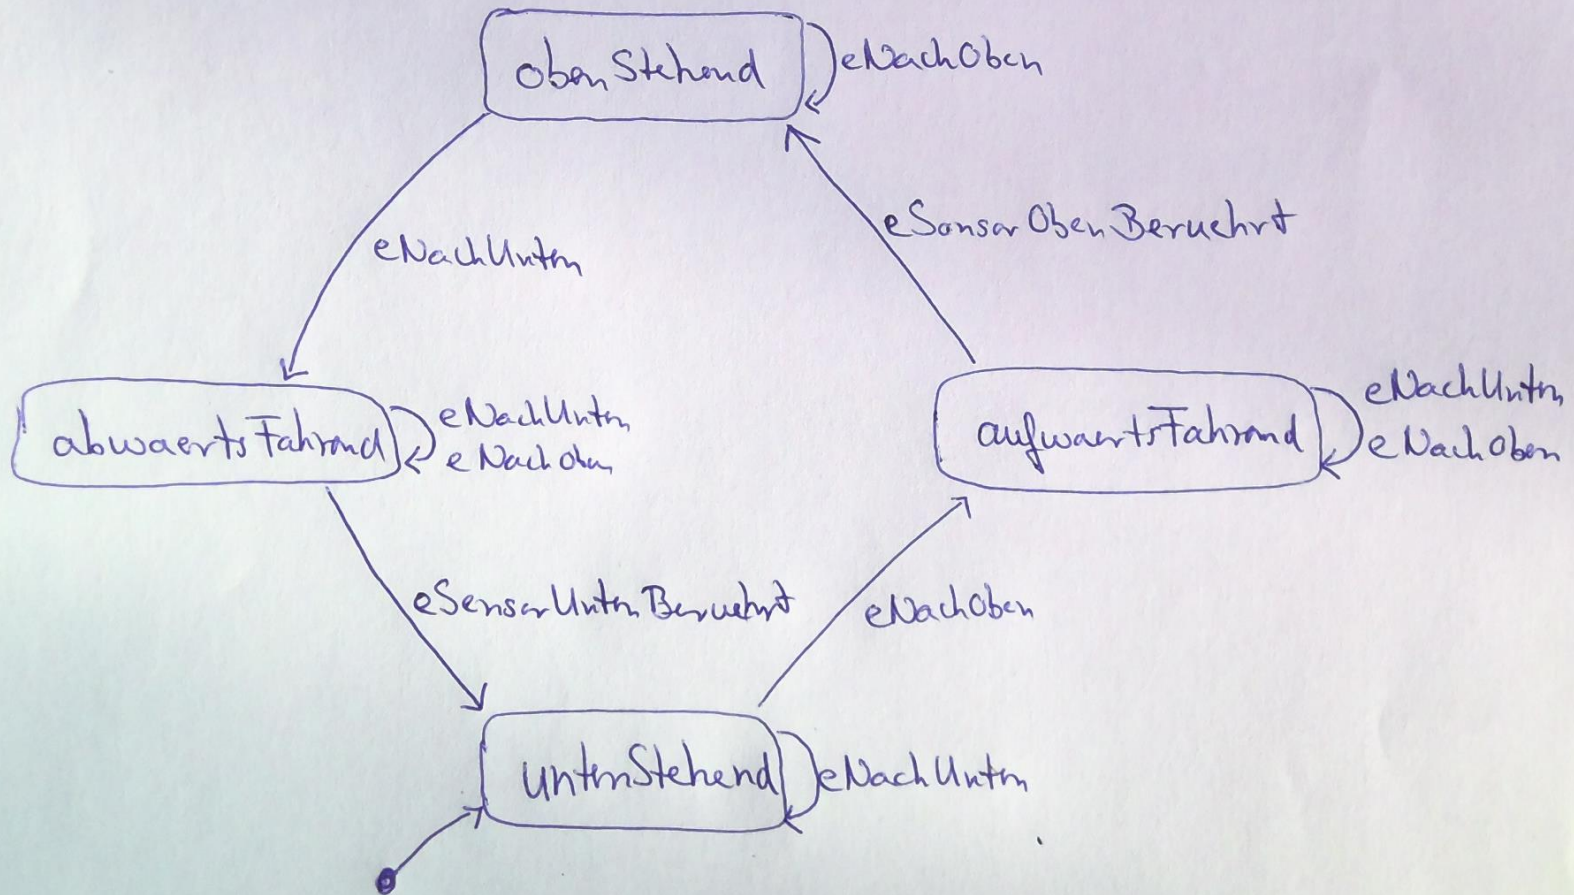 obenStehend
eNachOben
eNachUnten
eSensorObenBeruehrt
abwaertsFahrend
eNachUnten
eNachOben
aufwaertsFahrend
eNachUnten
eNachOben
eSensorUntenBeruehrt
eNachOben
untenStehend
eNachUnten